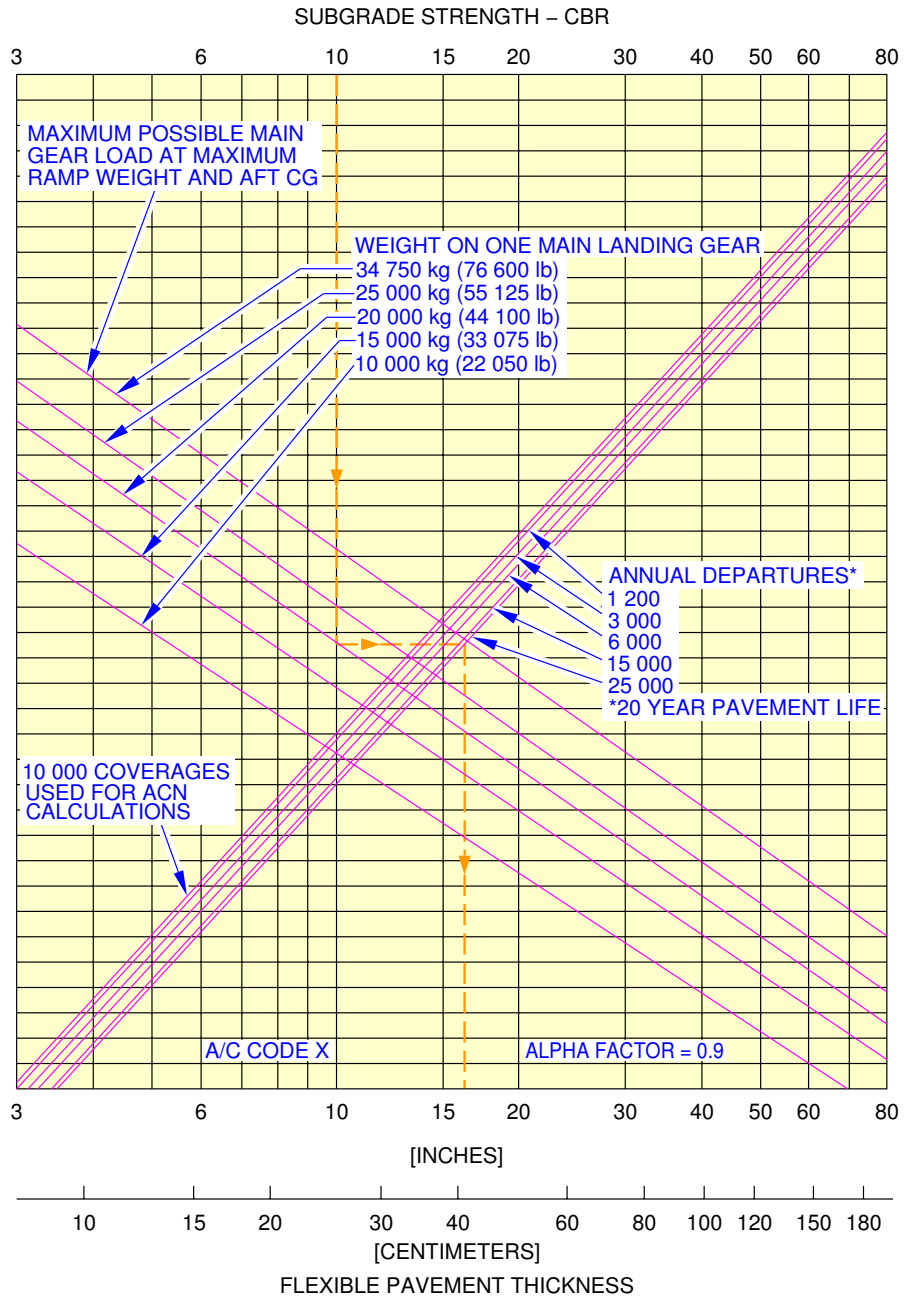 SUBGRADE STRENGTH – CBR
3 6 10 15 20 30 40 50 60 80
MAXIMUM POSSIBLE MAIN
GEAR LOAD AT MAXIMUM
RAMP WEIGHT AND AFT CG
WEIGHT ON ONE MAIN LANDING GEAR
34 750 kg (76 600 lb)
25 000 kg (55 125 lb)
20 000 kg (44 100 lb)
15 000 kg (33 075 lb)
10 000 kg (22 050 lb)
ANNUAL DEPARTURES*
1 200
3 000
6 000
15 000
25 000
*20 YEAR PAVEMENT LIFE
10 000 COVERAGES
USED FOR ACN
CALCULATIONS
A/C CODE X
ALPHA FACTOR = 0.9
3 6 10 15 20 30 40 50 60 80
[INCHES]
10 15 20 30 40 60 80 100 120 150 180
[CENTIMETERS]
FLEXIBLE PAVEMENT THICKNESS